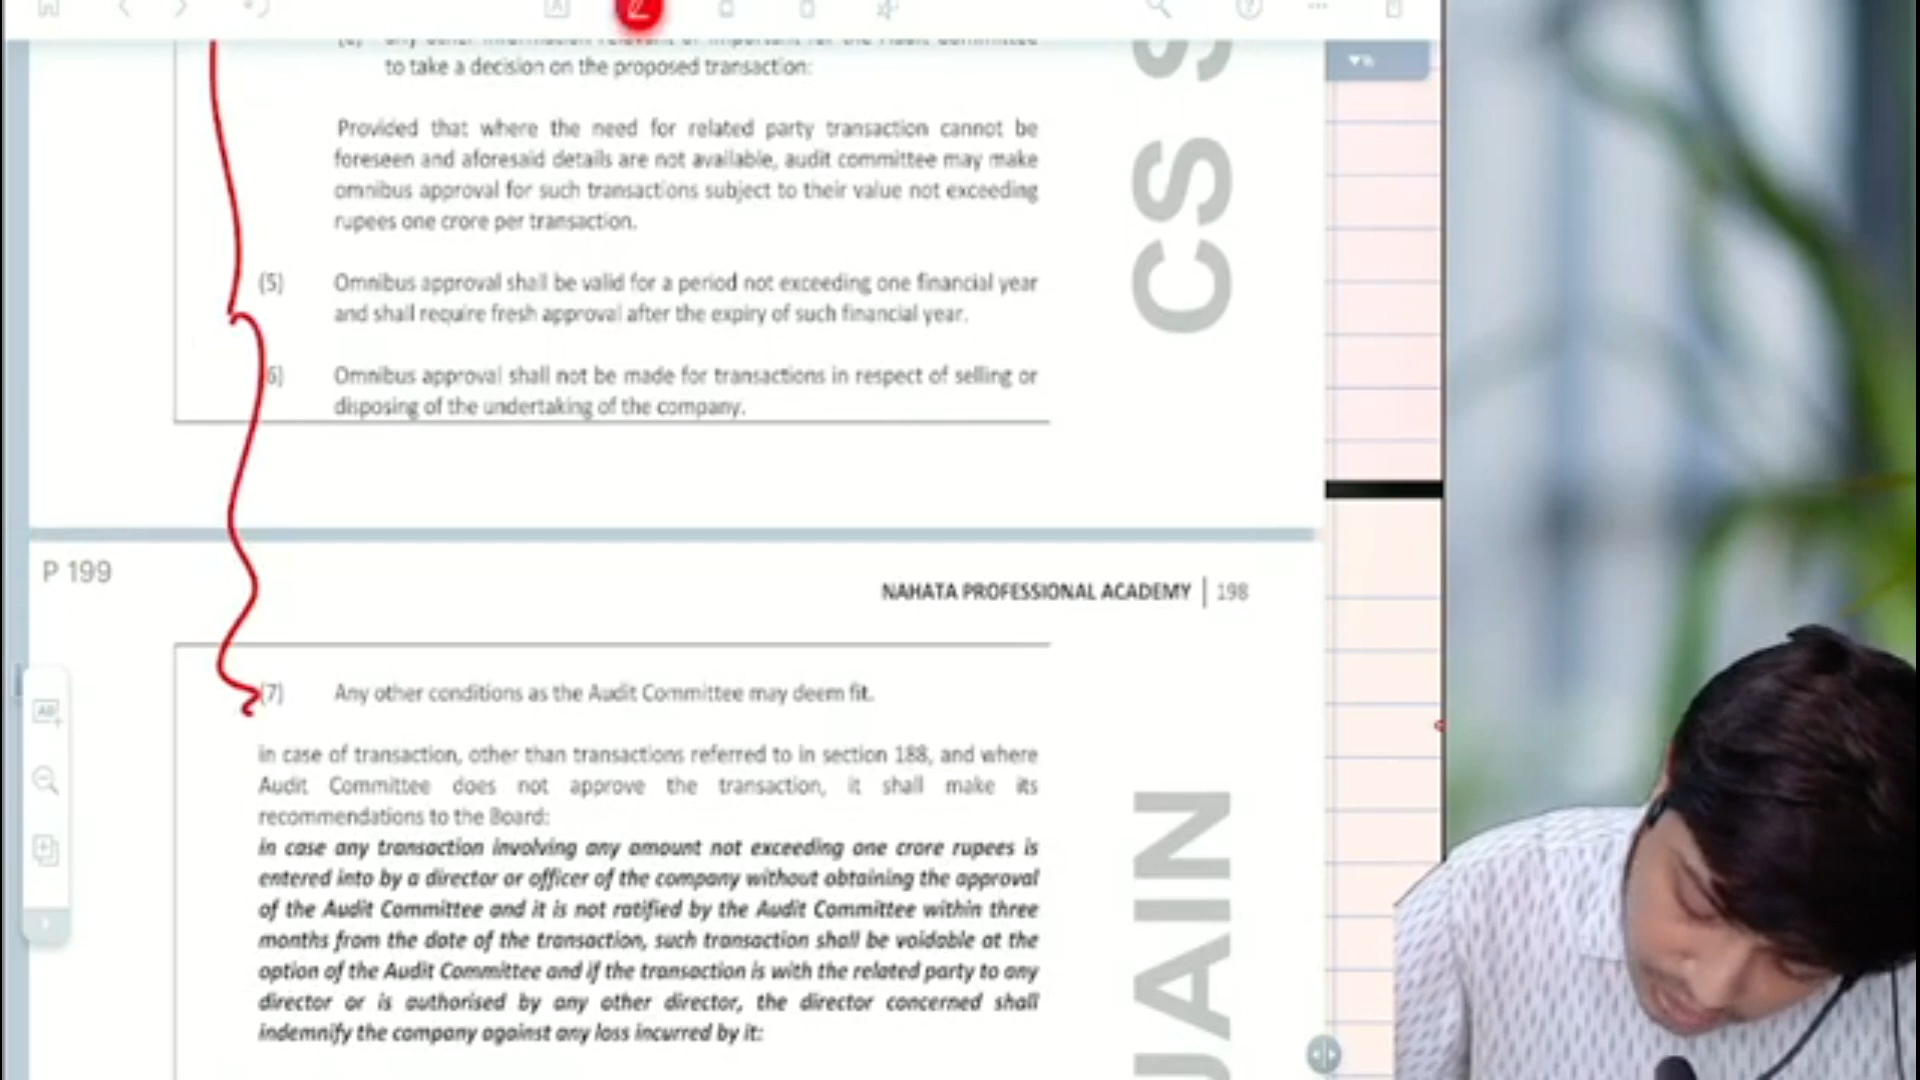 (c) any other information relevant or important for the Audit Committee
to take a decision on the proposed transaction:
Provided that where the need for related party transaction cannot be
foreseen and aforesaid details are not available, audit committee may make
omnibus approval for such transactions subject to their value not exceeding
rupees one crore per transaction.
(5) Omnibus approval shall be valid for a period not exceeding one financial year
and shall require fresh approval after the expiry of such financial year.
(6) Omnibus approval shall not be made for transactions in respect of selling or
disposing of the undertaking of the company.
CS S
P 199
NAHATA PROFESSIONAL ACADEMY | 198
(7) Any other conditions as the Audit Committee may deem fit.
in case of transaction, other than transactions referred to in section 188, and where
Audit Committee does not approve the transaction, it shall make its
recommendations to the Board:
in case any transaction involving any amount not exceeding one crore rupees is
entered into by a director or officer of the company without obtaining the approval
of the Audit Committee and it is not ratified by the Audit Committee within three
months from the date of the transaction, such transaction shall be voidable at the
option of the Audit Committee and if the transaction is with the related party to any
director or is authorised by any other director, the director concerned shall
indemnify the company against any loss incurred by it:
JAIN